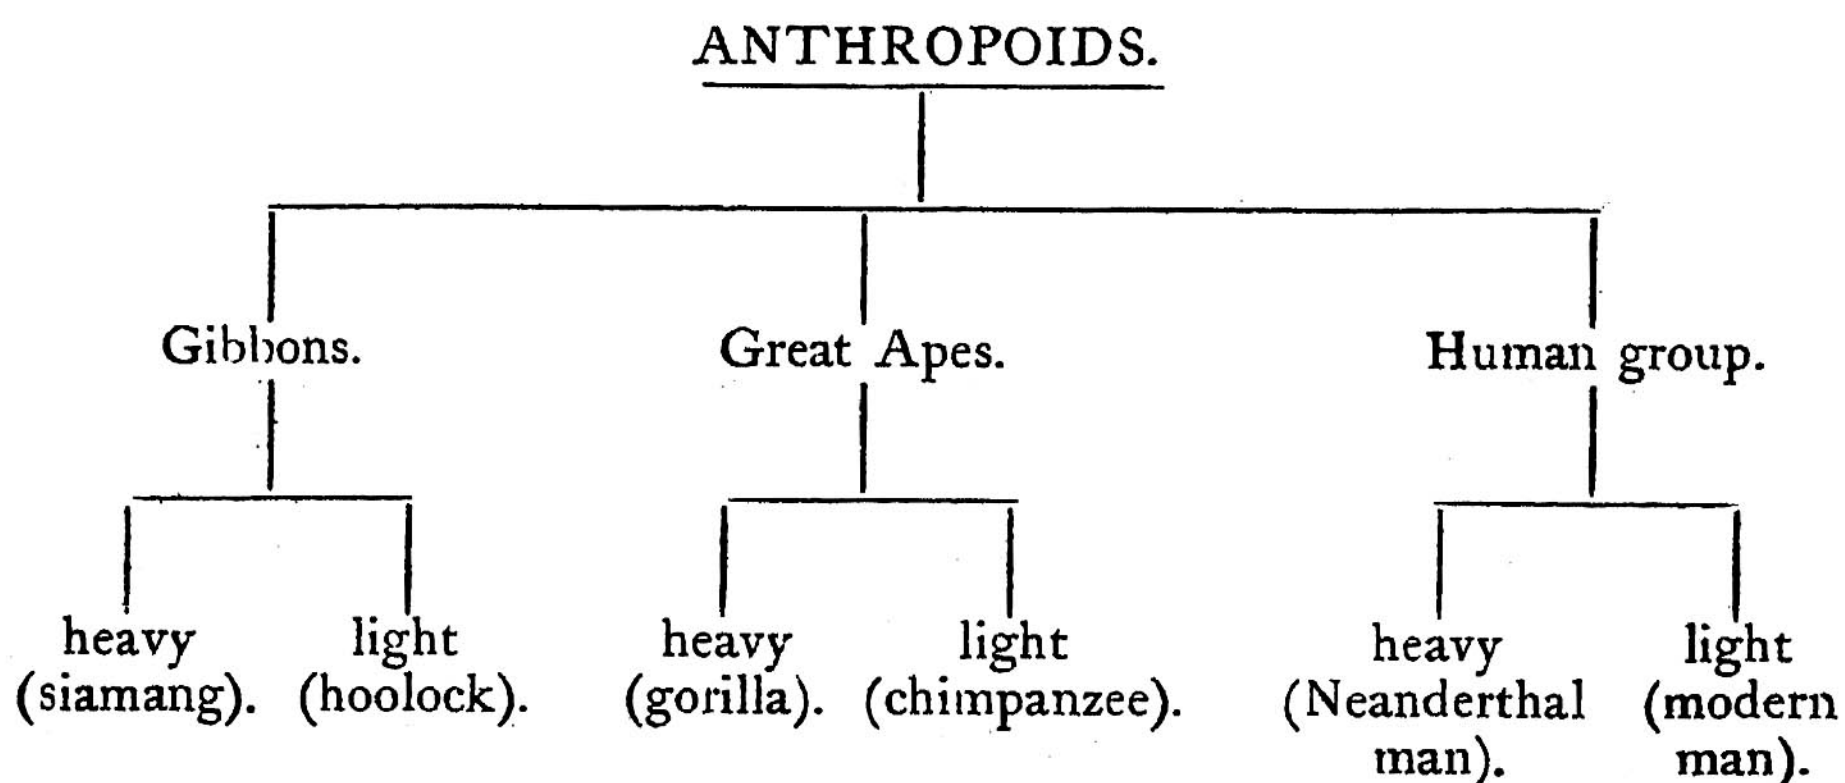 ANTHROPOIDS.
Gibbons. Great Apes. Human group.
heavy light heavy light heavy light
(siamang). (hoolock). (gorilla). (chimpanzee). (Neanderthal (modern
man). man).